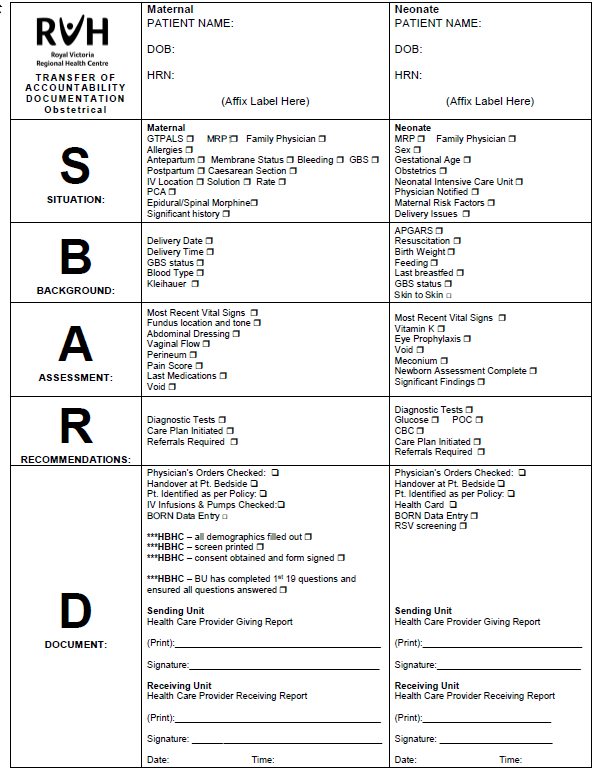 RVH
Royal Victoria
Regional Health Centre
TRANSFER OF
ACCOUNTABILITY
DOCUMENTATION
Obstetrical
Maternal
PATIENT NAME:
DOB:
HRN:
(Affix Label Here)
Neonate
PATIENT NAME:
DOB:
HRN:
(Affix Label Here)
S
SITUATION:
Maternal
GTPALS ❒ MRP ❒ Family Physician ❒
Allergies ❒
Antepartum ❒ Membrane Status ❒ Bleeding ❒ GBS ❒
Postpartum ❒ Caesarean Section ❒
IV Location ❒ Solution ❒ Rate ❒
PCA ❒
Epidural/Spinal Morphine❒
Significant history ❒
Neonate
MRP ❒ Family Physician ❒
Sex ❒
Gestational Age ❒
Obstetrics ❒
Neonatal Intensive Care Unit ❒
Physician Notified ❒
Maternal Risk Factors ❒
Delivery Issues ❒
B
BACKGROUND:
Delivery Date ❒
Delivery Time ❒
GBS status ❒
Blood Type ❒
Kleihauer ❒
APGARS ❒
Resuscitation ❒
Birth Weight ❒
Feeding ❒
Last breastfed ❒
GBS status ❒
Skin to Skin □
A
ASSESSMENT:
Most Recent Vital Signs ❒
Fundus location and tone ❒
Abdominal Dressing ❒
Vaginal Flow ❒
Perineum ❒
Pain Score ❒
Last Medications ❒
Void ❒
Most Recent Vital Signs ❒
Vitamin K ❒
Eye Prophylaxis ❒
Void ❒
Meconium ❒
Newborn Assessment Complete ❒
Significant Findings ❒
R
RECOMMENDATIONS:
Diagnostic Tests ❒
Care Plan Initiated ❒
Referrals Required ❒
Diagnostic Tests ❒
Glucose ❒ POC ❒
CBC ❒
Care Plan Initiated ❒
Referrals Required ❒
D
DOCUMENT:
Physician's Orders Checked: ❒
Handover at Pt. Bedside ❒
Pt. Identified as per Policy: ❒
IV Infusions & Pumps Checked:❒
BORN Data Entry □
***HBHC – all demographics filled out ❒
***HBHC – screen printed ❒
***HBHC – consent obtained and form signed ❒
***HBHC – BU has completed 1st 19 questions and
ensured all questions answered ❒
Sending Unit
Health Care Provider Giving Report
(Print):
Signature:
Receiving Unit
Health Care Provider Receiving Report
(Print):
Signature:
Date: Time:
Physician's Orders Checked: ❒
Handover at Pt. Bedside ❒
Pt. Identified as per Policy: ❒
Health Card ❒
BORN Data Entry ❒
RSV screening ❒
Sending Unit
Health Care Provider Giving Report
(Print):
Signature:
Receiving Unit
Health Care Provider Receiving Report
(Print):
Signature:
Date: Time: